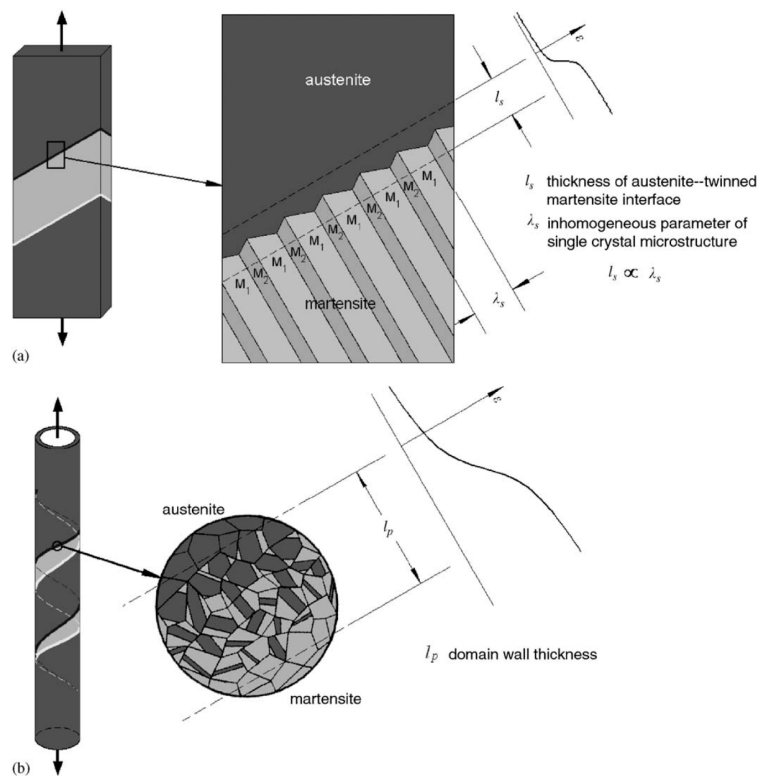 austenite
ε
l_s
M_1
M_2
M_1
M_2
M_1
M_2
M_1
M_2
M_1
M_2
M_1
martensite
λ_s
l_s thickness of austenite--twinned
martensite interface
λ_s inhomogeneous parameter of
single crystal microstructure
l_s ∝ λ_s
(a)
ε
austenite
l_p
l_p domain wall thickness
martensite
(b)